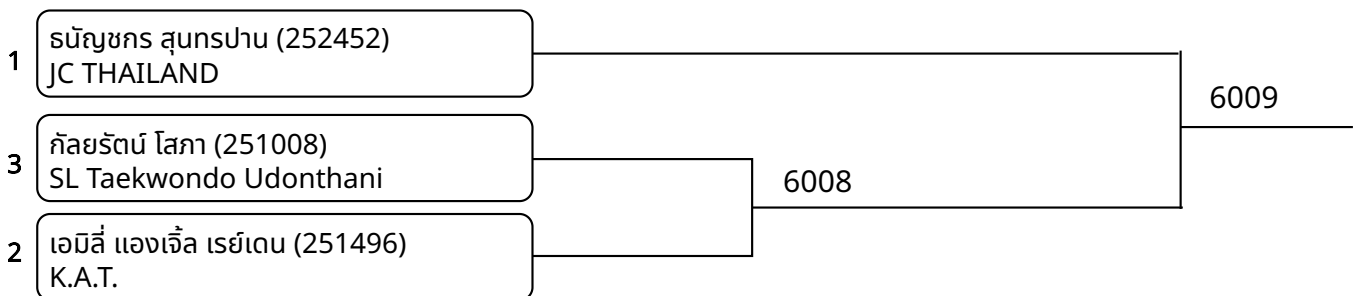 1
ธนัญชกร สุนทรปาน (252452)
JC THAILAND
6009
3
กัลยรัตน์ โสภา (251008)
SL Taekwondo Udonthani
6008
2
เอมิลี่ แองเจิ้ล เรย์เดน (251496)
K.A.T.